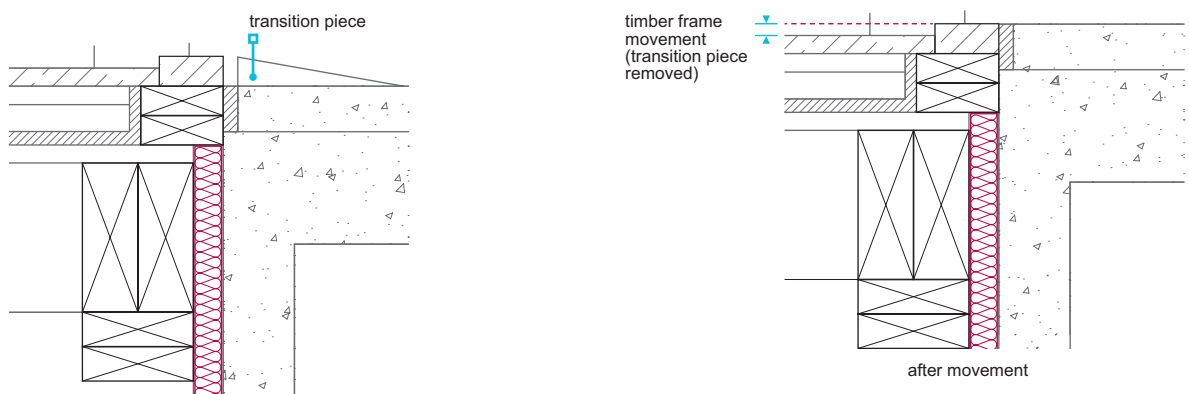 transition piece
timber frame
movement
(transition piece
removed)
after movement